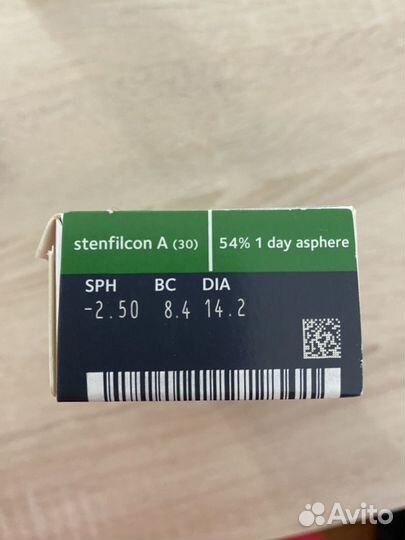 stenfilcon A (30) 54% 1 day asphere
SPH BC DIA
-2.50 8.4 14.2
Avito